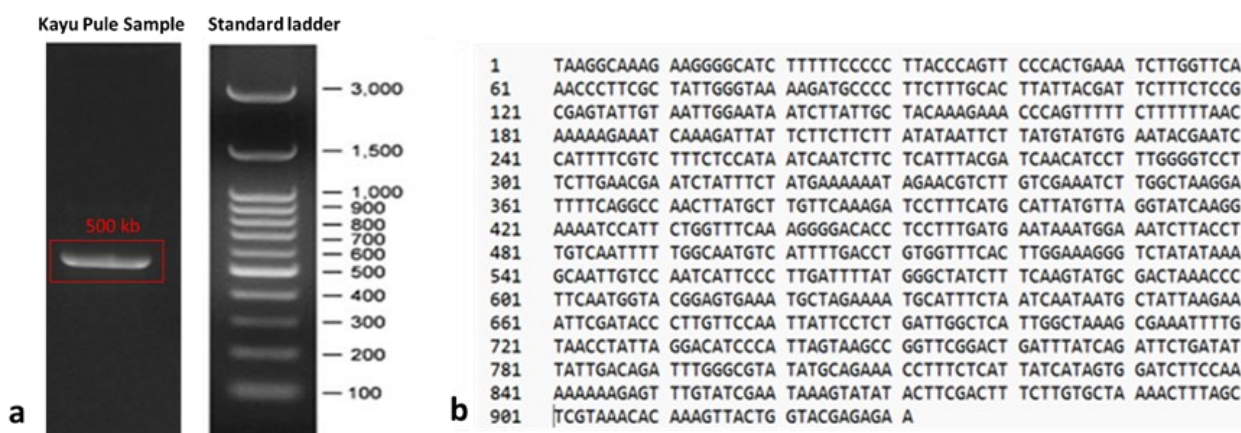 Kayu Pule Sample
Standard ladder
3,000
1,500
1,000
900
800
700
600
500
400
300
200
100
500 kb
a
b
1 TAAGGCAAAG AAGGGGCATC TTTTTCCCCC TTACCCAGTT CCCACTGAAA TCTTGGTTCA
61 AACCCTTCGC TATTGGGTAA AAGATGCCCC TTCTTTGCAC TTATTACGAT TCTTTCTCCG
121 CGAGTATTGT AATTGGAATA ATCTTATTGC TACAAAGAAA CCCAGTTTTT CTTTTTTAAC
181 AAAAAGAAAT CAAAGATTAT TCTTCTTCTT ATATAATTCT TATGTATGTG AATACGAATC
241 CATTTTCGTC TTTCTCCATA ATCAATCTTC TCATTTACGA TCAACATCCT TTGGGGTCCT
301 TCTTGAACGA ATCTATTTCT ATGAAAAAAT AGAACGTCTT GTCGAAATCT TGGCTAAGGA
361 TTTTCAGGCC AACTTATGCT TGTTCAAAGA TCCTTTCATG CATTATGTTA GGTATCAAGG
421 AAAATCCATT CTGGTTTCAA AGGGGACACC TCCTTTGATG AATAAATGGA AATCTTACCT
481 TGTCAATTTT TGGCAATGTC ATTTTGACCT GTGGTTTCAC TTGGAAAGGG TCTATATAAA
541 GCAATTGTCC AATCATTCCC TTGATTTTAT GGGCTATCTT TCAAGTATGC GACTAAACCC
601 TTCAATGGTA CGGAGTGAAA TGCTAGAAAA TGCATTTCTA ATCAATAATG CTATTAAGAA
661 ATTCGATACC CTTGTTCCAA TTATTCCTCT GATTGGCTCA TTGGCTAAAG CGAAATTTTG
721 TAACCTATTA GGACATCCCA TTAGTAAGCC GGTTCGGACT GATTTATCAG ATTCTGATAT
781 TATTGACAGA TTTGGGCGTA TATGCAGAAA CCTTTCTCAT TATCATAGTG GATCTTCCAA
841 AAAAAAGAGT TTGTATCGAA TAAAGTATAT ACTTCGACTT TCTTGTGCTA AAACTTTAGC
901 TCGTAAACAC AAAGTTACTG GTACGAGAGA A